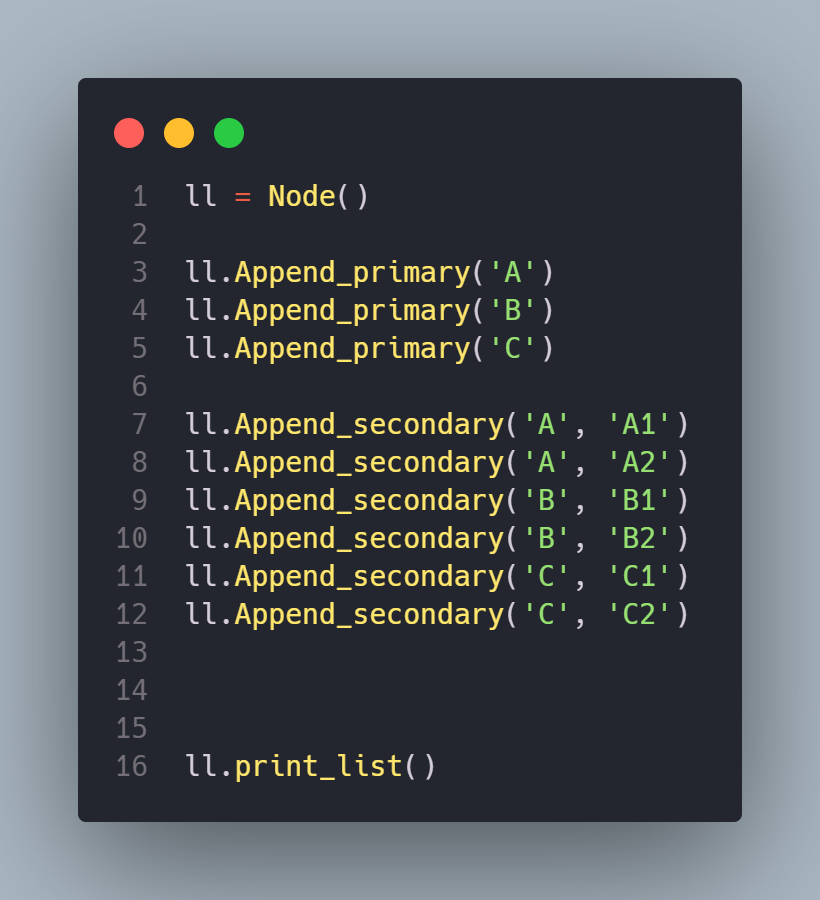 1 ll = Node()
2
3 ll.Append_primary('A')
4 ll.Append_primary('B')
5 ll.Append_primary('C')
6
7 ll.Append_secondary('A', 'A1')
8 ll.Append_secondary('A', 'A2')
9 ll.Append_secondary('B', 'B1')
10 ll.Append_secondary('B', 'B2')
11 ll.Append_secondary('C', 'C1')
12 ll.Append_secondary('C', 'C2')
13
14
15
16 ll.print_list()